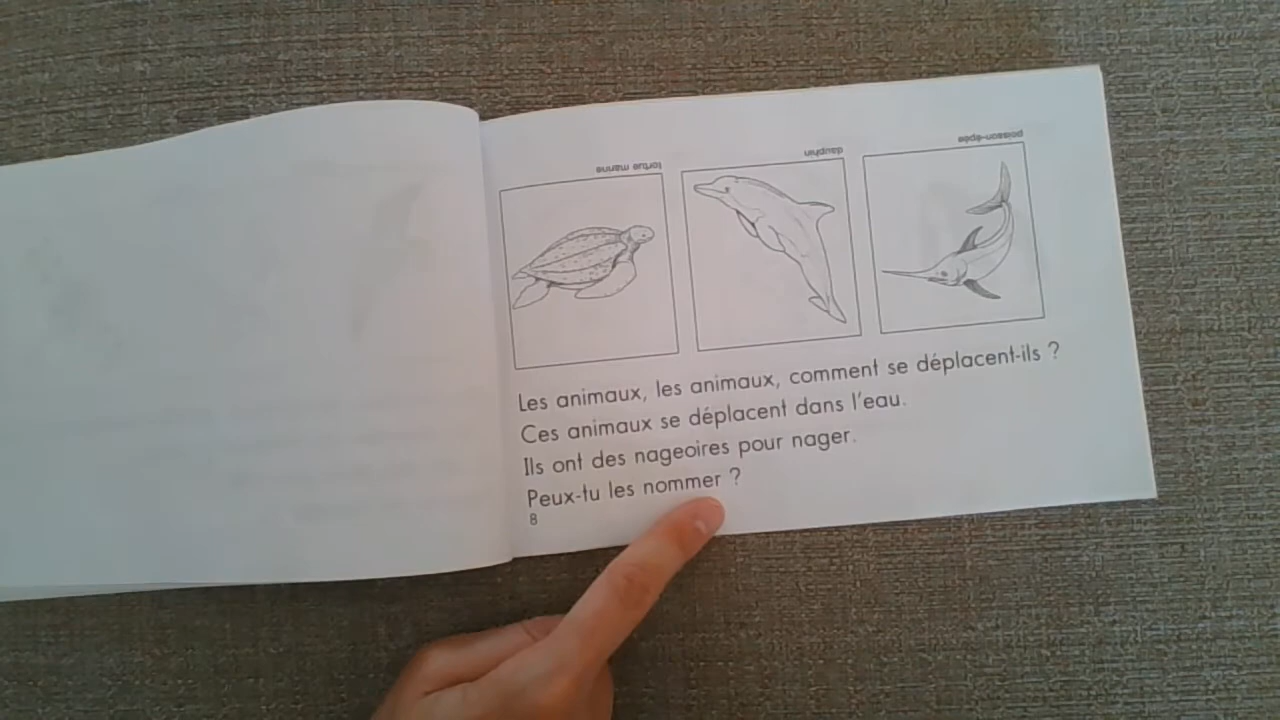 tortue marine
dauphin
poisson-épée
Les animaux, les animaux, comment se déplacent-ils ?
Ces animaux se déplacent dans l'eau.
Ils ont des nageoires pour nager.
Peux-tu les nommer ?
8